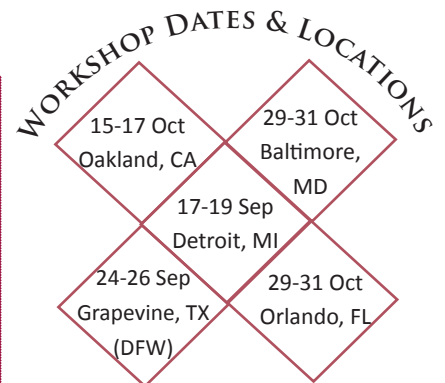 WORKSHOP DATES & LOCATIONS
15-17 Oct
Oakland, CA
29-31 Oct
Baltimore,
MD
17-19 Sep
Detroit, MI
24-26 Sep
Grapevine, TX
(DFW)
29-31 Oct
Orlando, FL